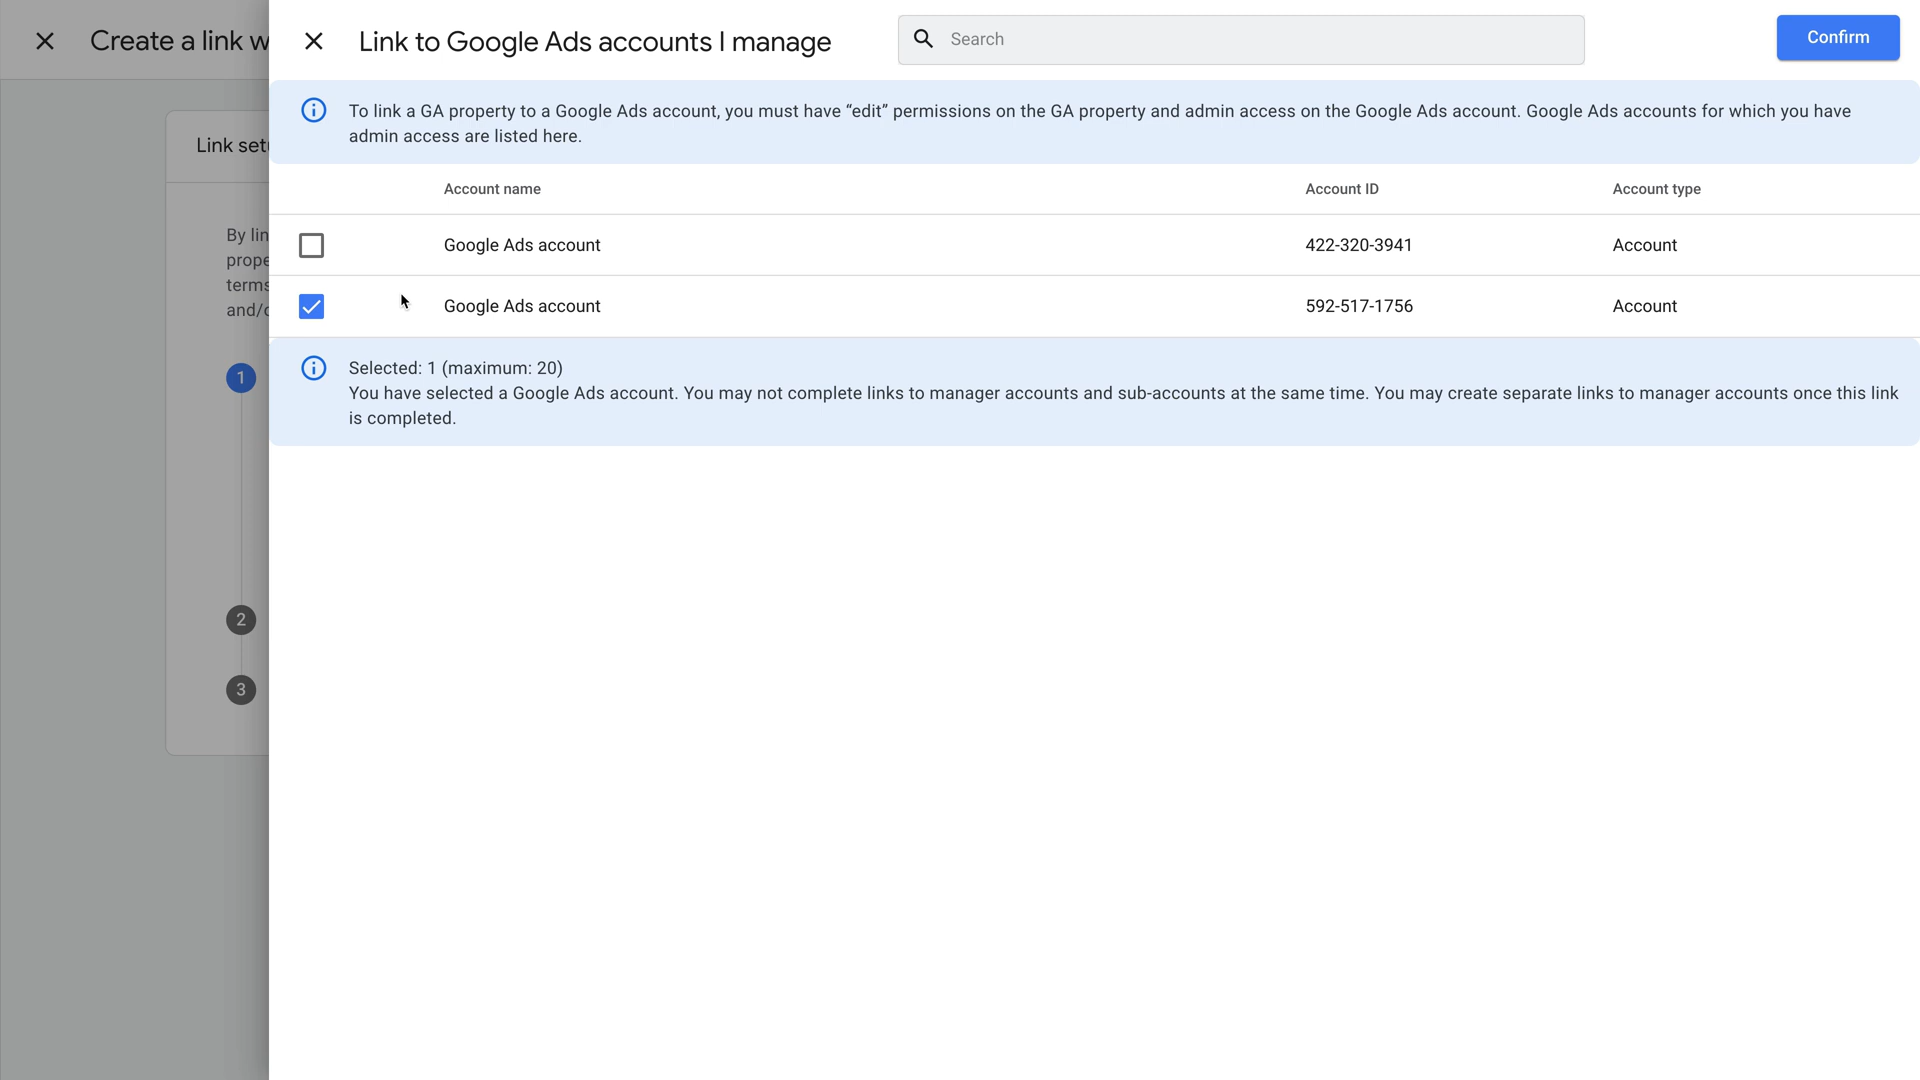 Create a link w
Link to Google Ads accounts I manage
Search
Confirm
To link a GA property to a Google Ads account, you must have “edit” permissions on the GA property and admin access on the Google Ads account. Google Ads accounts for which you have
admin access are listed here.
Link set
Account name Account ID Account type
By lin
prope
terms
and/o
Google Ads account 422-320-3941 Account
Google Ads account 592-517-1756 Account
1
Selected: 1 (maximum: 20)
You have selected a Google Ads account. You may not complete links to manager accounts and sub-accounts at the same time. You may create separate links to manager accounts once this link
is completed.
2
3